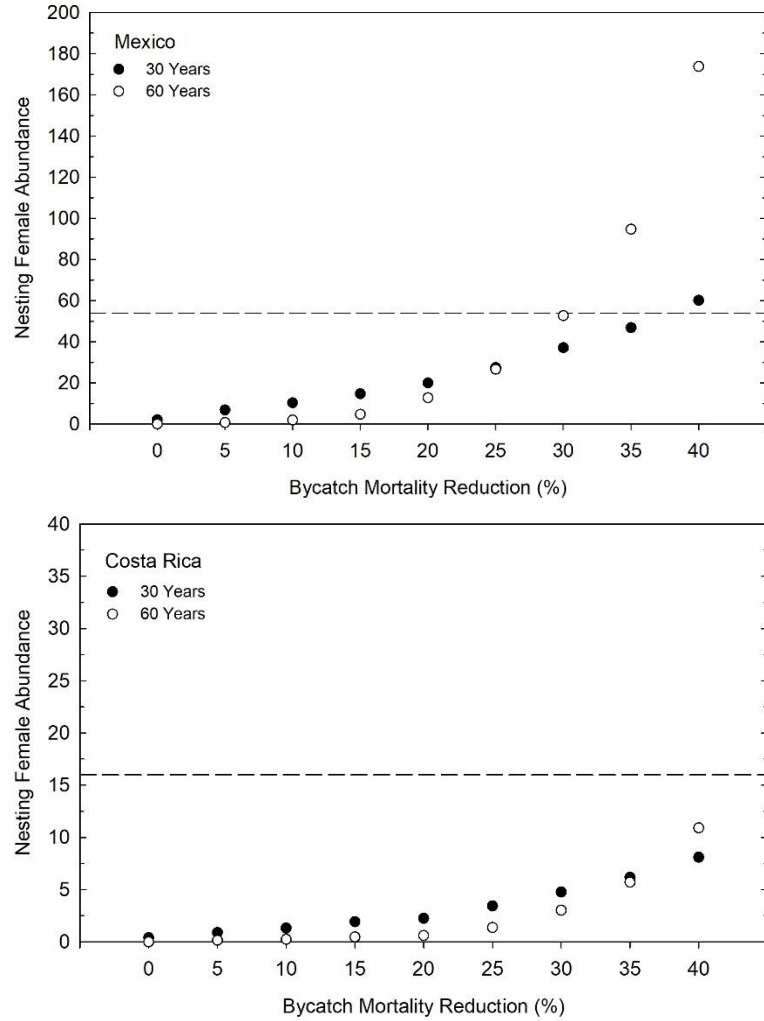 200
180
160
140
120
100
80
60
40
20
0
Nesting Female Abundance
Mexico
30 Years
60 Years
0 5 10 15 20 25 30 35 40
Bycatch Mortality Reduction (%)
40
35
30
25
20
15
10
5
0
Nesting Female Abundance
Costa Rica
30 Years
60 Years
0 5 10 15 20 25 30 35 40
Bycatch Mortality Reduction (%)